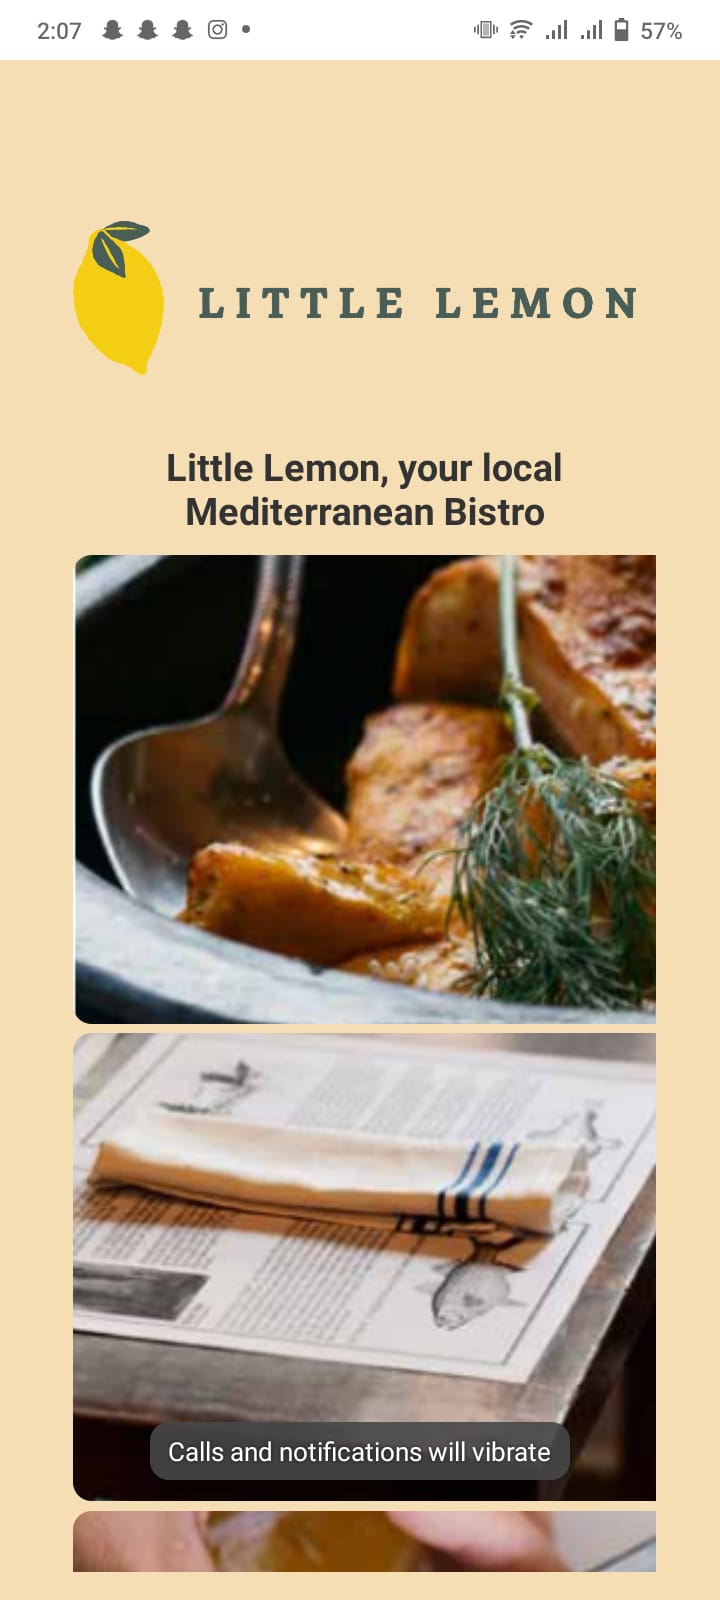 2:07
57%
LITTLE LEMON
Little Lemon, your local
Mediterranean Bistro
Calls and notifications will vibrate